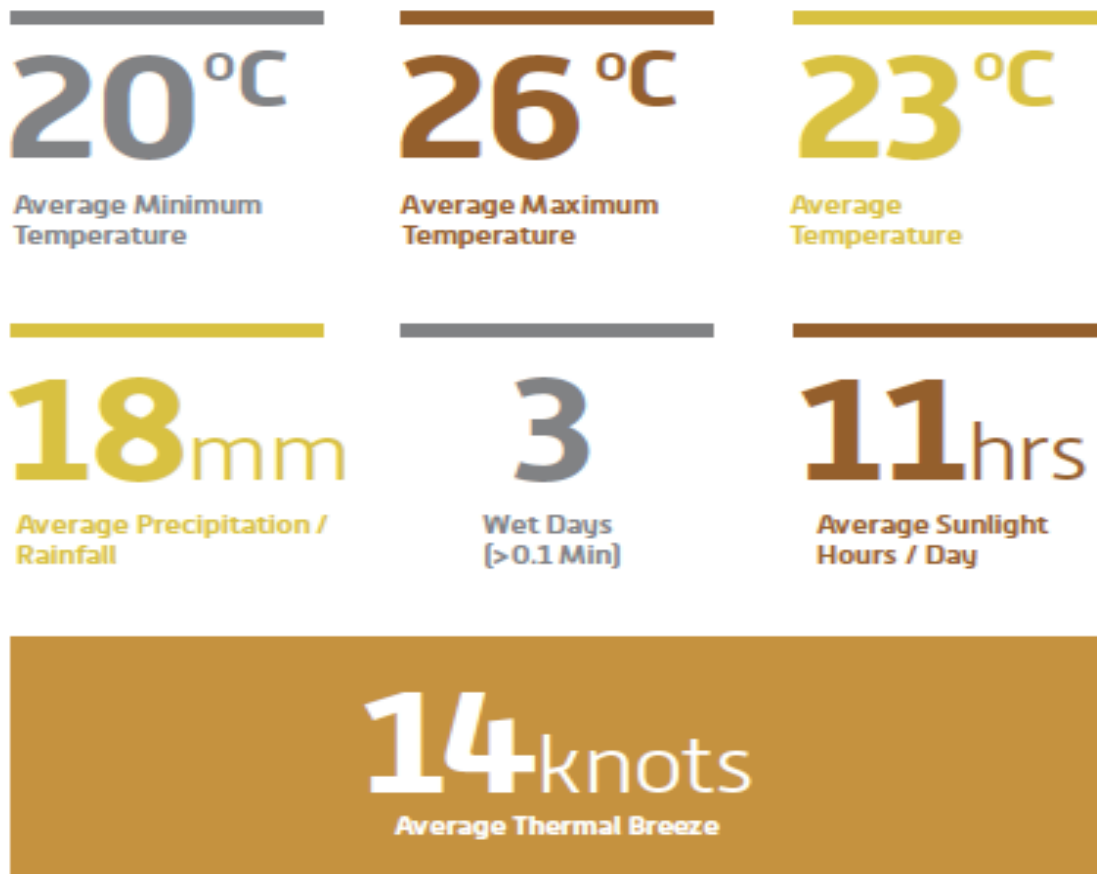 20°C
26°C
23°C
Average Minimum
Temperature
Average Maximum
Temperature
Average
Temperature
18mm
3
11hrs
Average Precipitation /
Rainfall
Wet Days
(>0.1 Min)
Average Sunlight
Hours / Day
14knots
Average Thermal Breeze